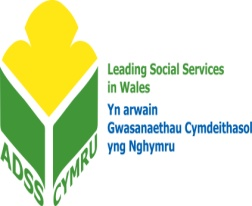 ADSS CYMRU
Leading Social Services
in Wales
Yn arwain
Gwasanaethau Cymdeithasol
yng Nghymru